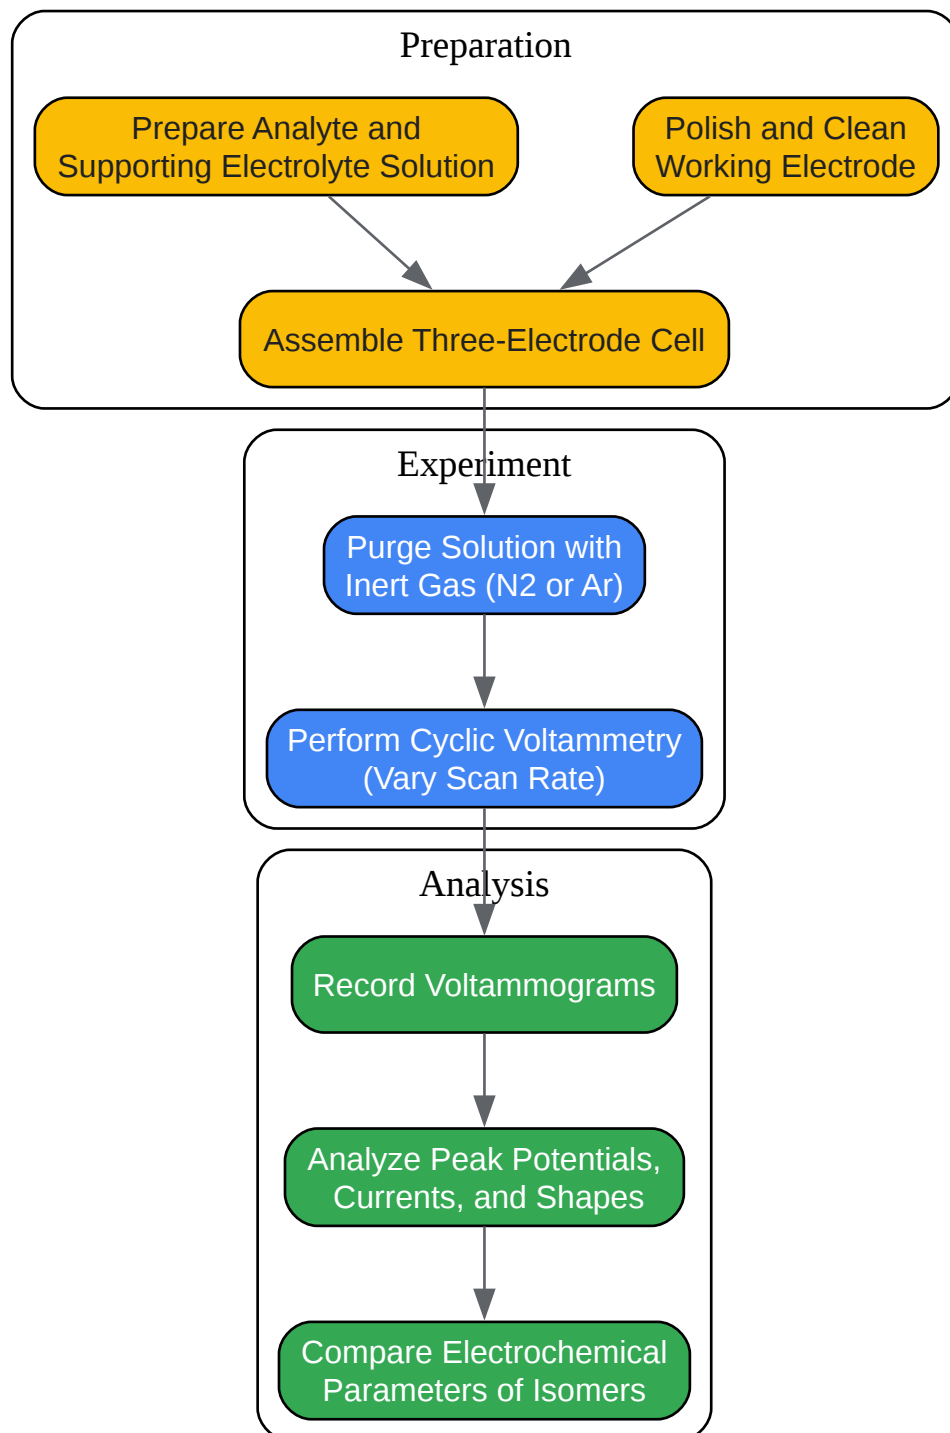 Preparation
Prepare Analyte and
Supporting Electrolyte Solution
Polish and Clean
Working Electrode
Assemble Three-Electrode Cell
Experiment
Purge Solution with
Inert Gas (N2 or Ar)
Perform Cyclic Voltammetry
(Vary Scan Rate)
Analysis
Record Voltammograms
Analyze Peak Potentials,
Currents, and Shapes
Compare Electrochemical
Parameters of Isomers